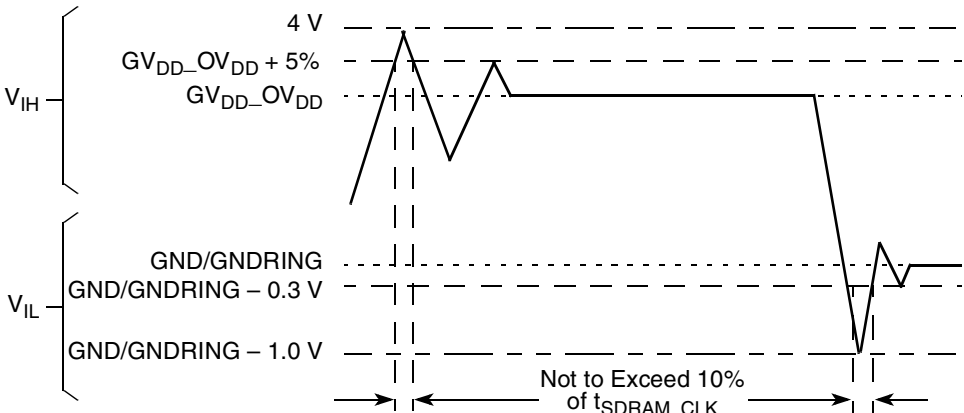 4 V
GVDD_OVDD + 5%
GVDD_OVDD
VIH
GND/GNDRING
GND/GNDRING – 0.3 V
VIL
GND/GNDRING – 1.0 V
Not to Exceed 10%
of tSDRAM_CLK